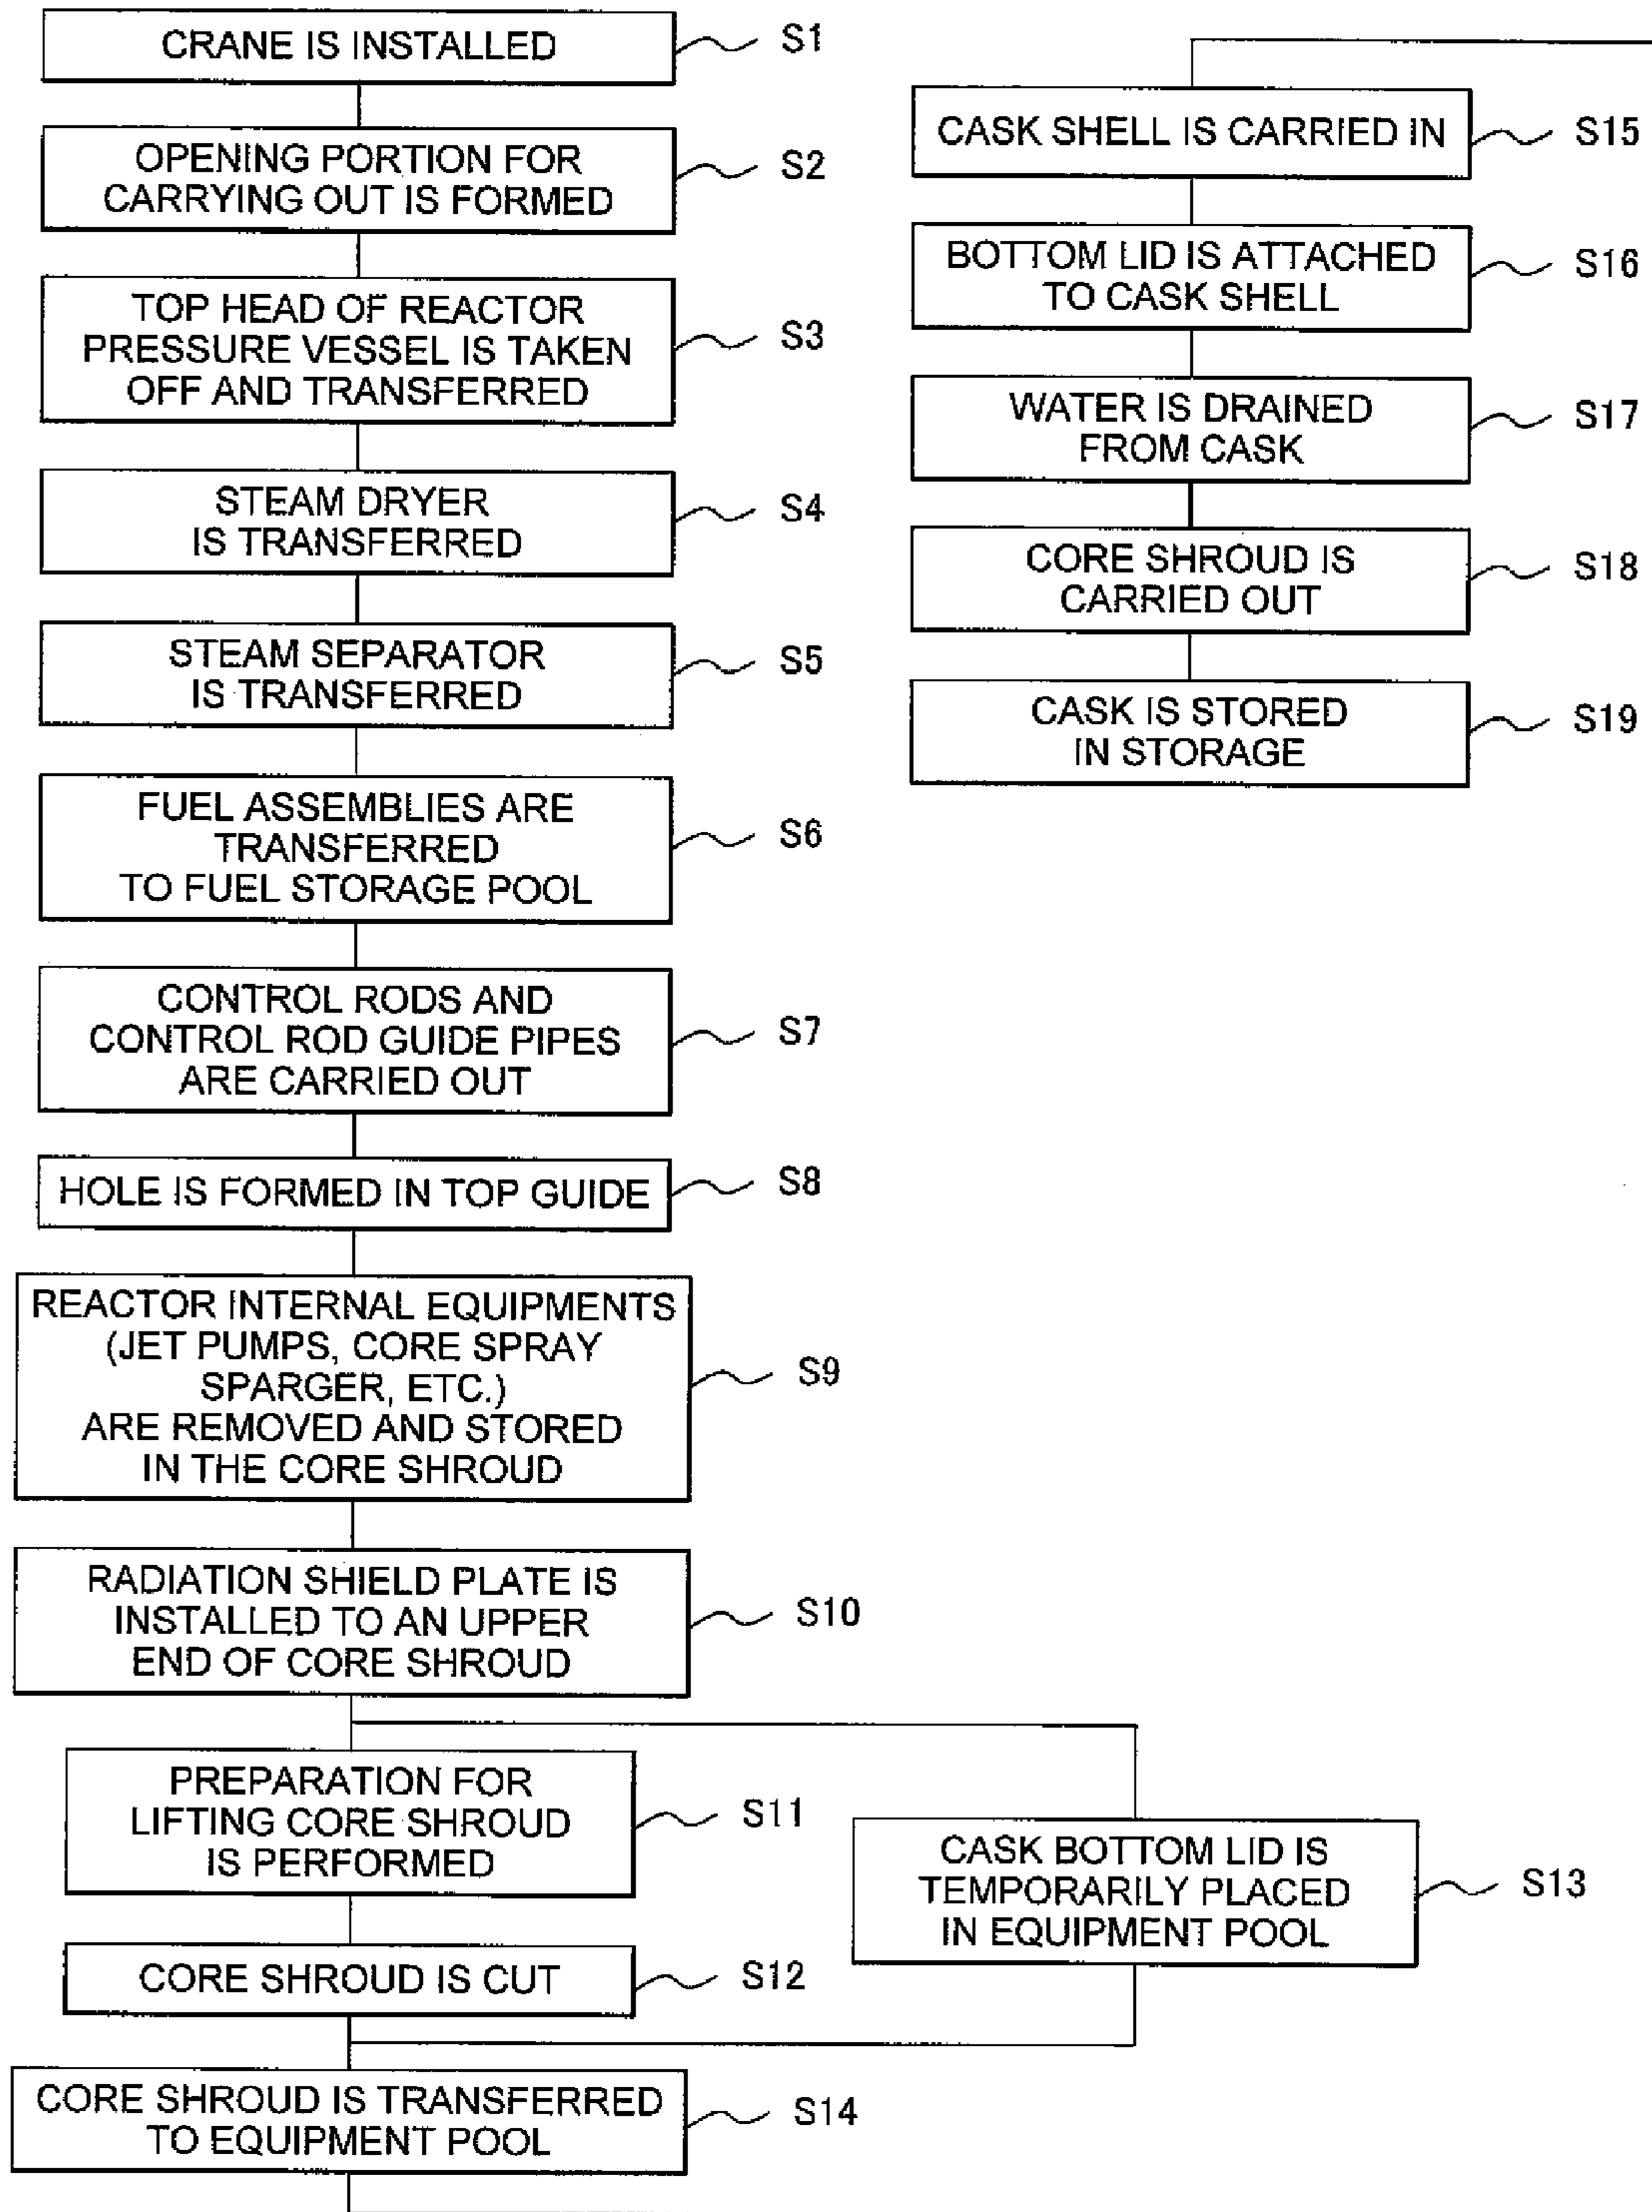 CRANE IS INSTALLED
S1
OPENING PORTION FOR
CARRYING OUT IS FORMED
S2
TOP HEAD OF REACTOR
PRESSURE VESSEL IS TAKEN
OFF AND TRANSFERRED
S3
STEAM DRYER
IS TRANSFERRED
S4
STEAM SEPARATOR
IS TRANSFERRED
S5
FUEL ASSEMBLIES ARE
TRANSFERRED
TO FUEL STORAGE POOL
S6
CONTROL RODS AND
CONTROL ROD GUIDE PIPES
ARE CARRIED OUT
S7
HOLE IS FORMED IN TOP GUIDE
S8
REACTOR INTERNAL EQUIPMENTS
(JET PUMPS, CORE SPRAY
SPARGER, ETC.)
ARE REMOVED AND STORED
IN THE CORE SHROUD
S9
RADIATION SHIELD PLATE IS
INSTALLED TO AN UPPER
END OF CORE SHROUD
S10
PREPARATION FOR
LIFTING CORE SHROUD
IS PERFORMED
S11
CORE SHROUD IS CUT
S12
CASK BOTTOM LID IS
TEMPORARILY PLACED
IN EQUIPMENT POOL
S13
CORE SHROUD IS TRANSFERRED
TO EQUIPMENT POOL
S14
CASK SHELL IS CARRIED IN
S15
BOTTOM LID IS ATTACHED
TO CASK SHELL
S16
WATER IS DRAINED
FROM CASK
S17
CORE SHROUD IS
CARRIED OUT
S18
CASK IS STORED
IN STORAGE
S19